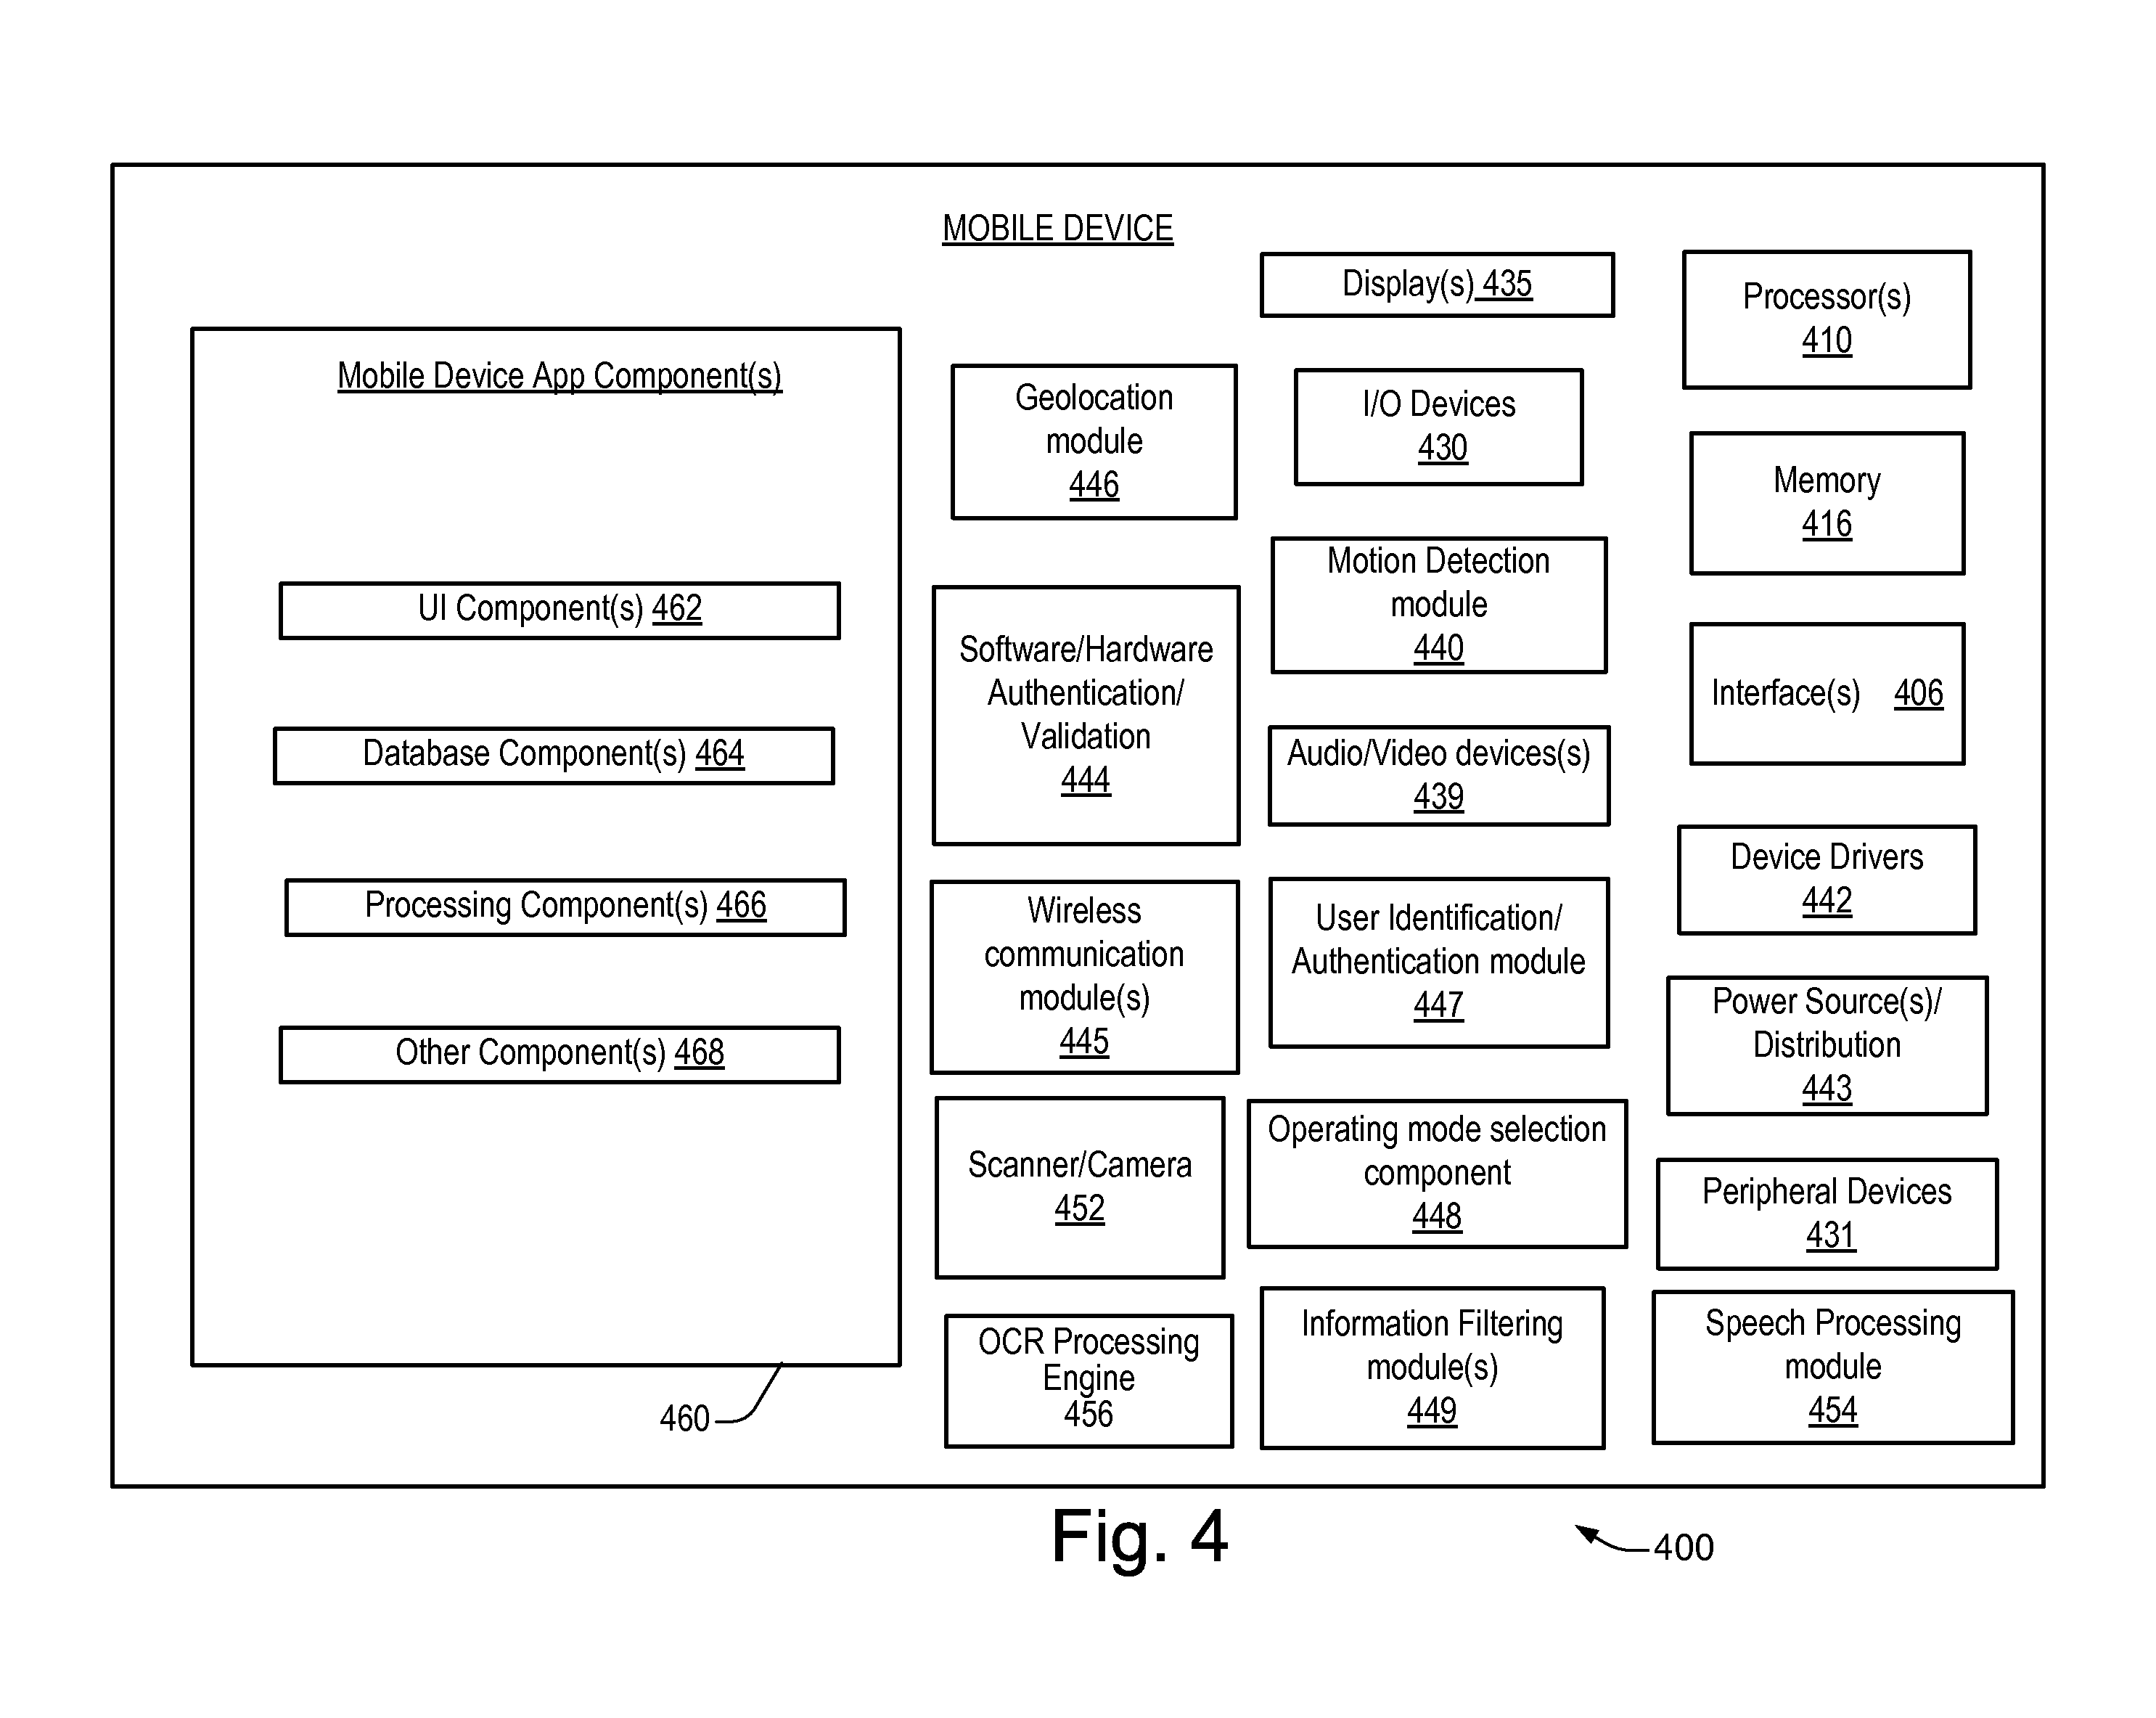 MOBILE DEVICE
Mobile Device App Component(s)
UI Component(s) 462
Database Component(s) 464
Processing Component(s) 466
Other Component(s) 468
460
Geolocation
module
446
Software/Hardware
Authentication/
Validation
444
Wireless
communication
module(s)
445
Scanner/Camera
452
OCR Processing
Engine
456
Display(s) 435
I/O Devices
430
Motion Detection
module
440
Audio/Video devices(s)
439
User Identification/
Authentication module
447
Operating mode selection
component
448
Information Filtering
module(s)
449
Processor(s)
410
Memory
416
Interface(s) 406
Device Drivers
442
Power Source(s)/
Distribution
443
Peripheral Devices
431
Speech Processing
module
454
Fig. 4
400